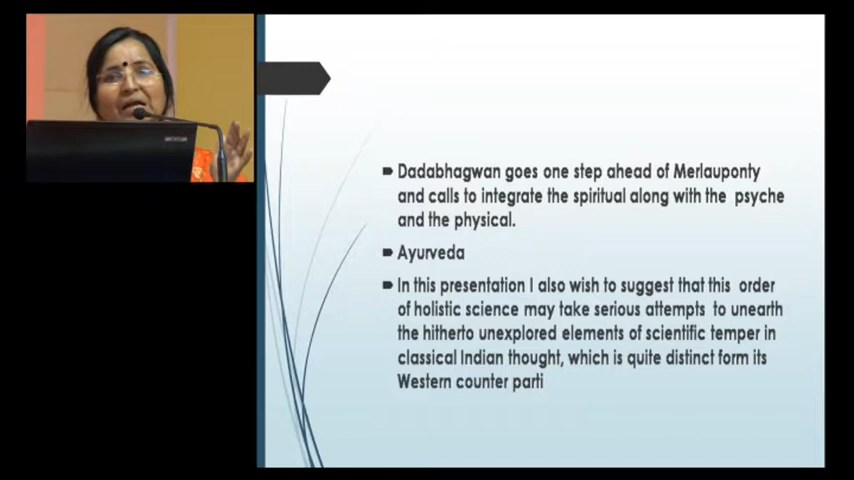 Dadabhagwan goes one step ahead of Merlauponty
and calls to integrate the spiritual along with the psyche
and the physical.
Ayurveda
In this presentation I also wish to suggest that this order
of holistic science may take serious attempts to unearth
the hitherto unexplored elements of scientific temper in
classical Indian thought, which is quite distinct form its
Western counter parti